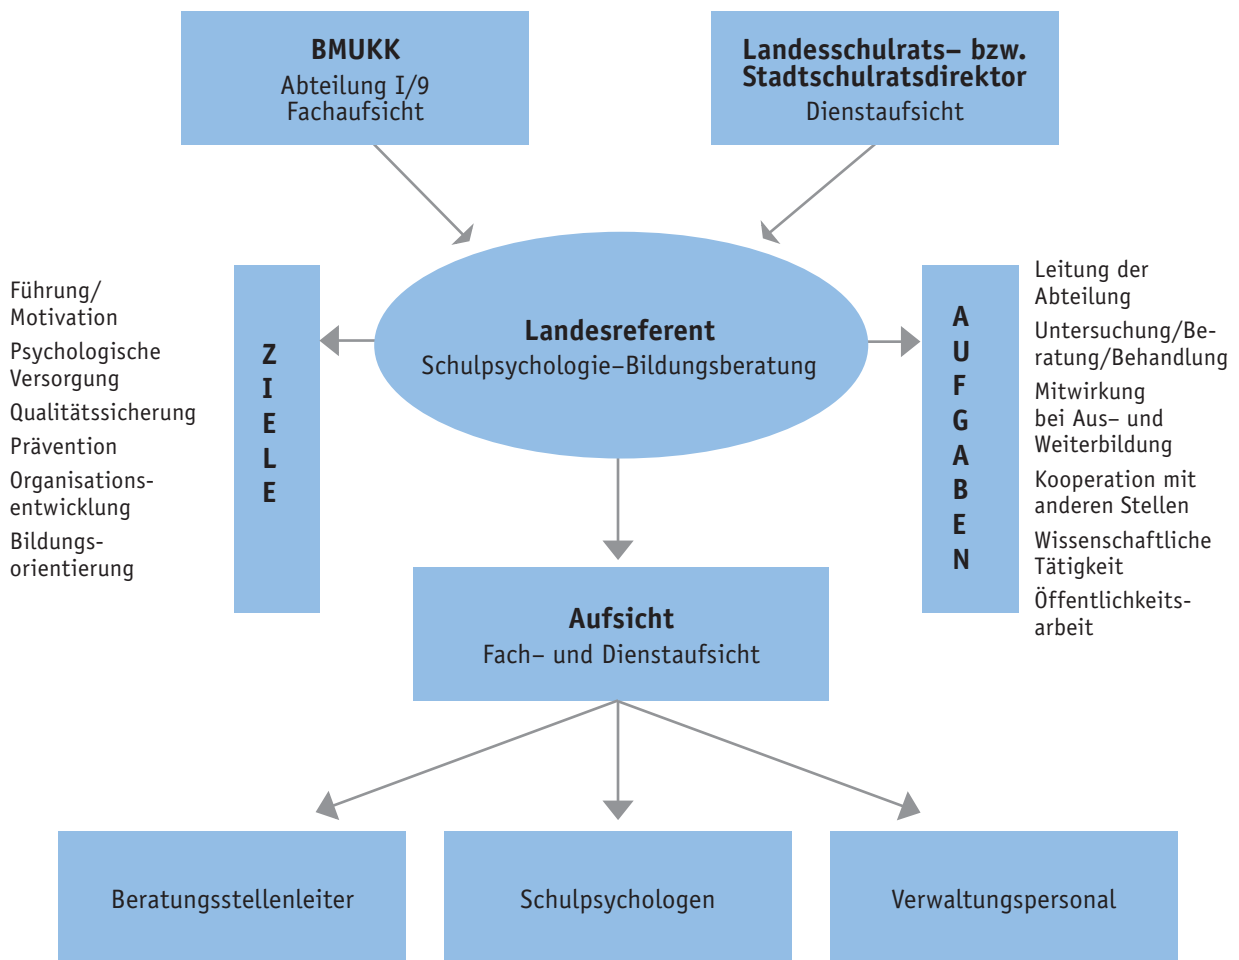 BMUKK
Abteilung I/9
Fachaufsicht
Landesschulrats– bzw.
Stadtschulratsdirektor
Dienstaufsicht
Führung/
Motivation
Psychologische
Versorgung
Qualitätssicherung
Prävention
Organisations-
entwicklung
Bildungs-
orientierung
Z
I
E
L
E
Landesreferent
Schulpsychologie–Bildungsberatung
A
U
F
G
A
B
E
N
Leitung der
Abteilung
Untersuchung/Be-
ratung/Behandlung
Mitwirkung
bei Aus– und
Weiterbildung
Kooperation mit
anderen Stellen
Wissenschaftliche
Tätigkeit
Öffentlichkeits-
arbeit
Aufsicht
Fach– und Dienstaufsicht
Beratungsstellenleiter
Schulpsychologen
Verwaltungspersonal